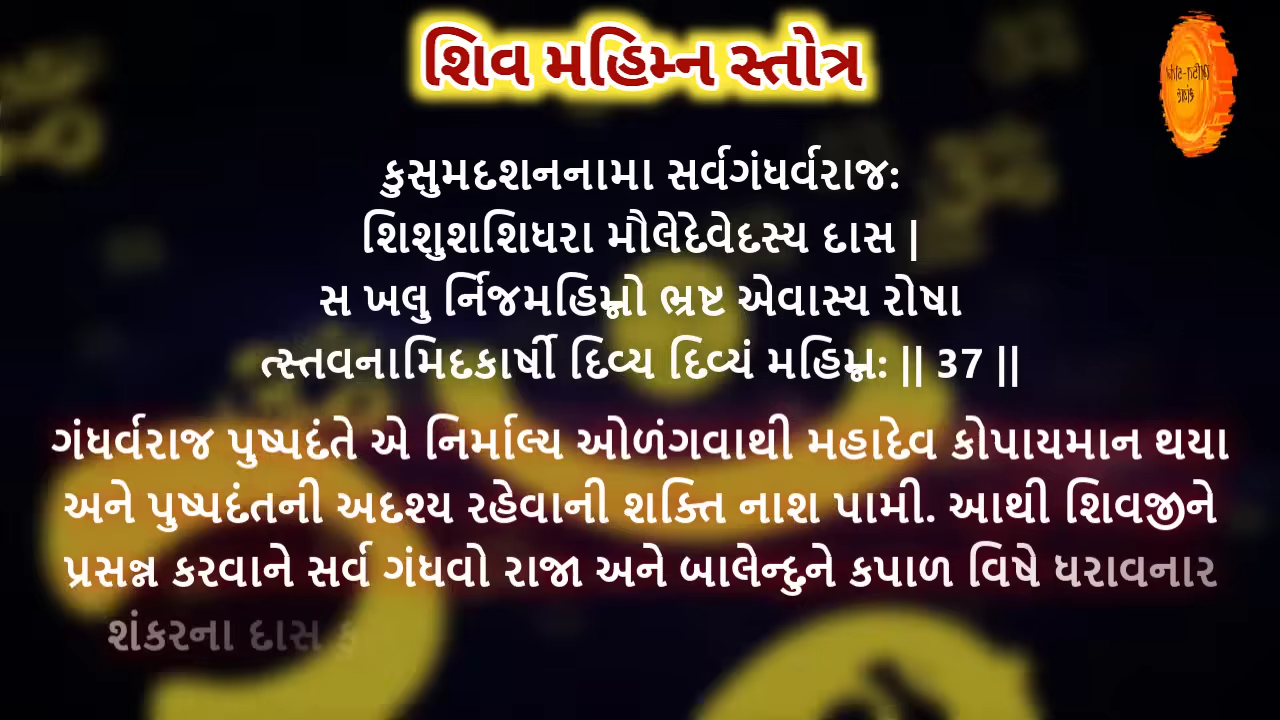 શિવ મહિમ્ન સ્તોત્ર
કુસુમદશનનામા સર્વગંધર્વરાજઃ
શિશુશશિધરા મૌલેદેવેદસ્ય દાસ |
સ ખલુ ર્નિજમહિમ્નો ભ્રષ્ટ એવાસ્ય રોષા
ત્સ્તવનામિદકાર્ષી દિવ્ય દિવ્યં મહિમ્નઃ || 37 ||
ગંધર્વરાજ પુષ્પદંતે એ નિર્માલ્ય ઓળંગવાથી મહાદેવ કોપાયમાન થયા
અને પુષ્પદંતની અદશ્ય રહેવાની શક્તિ નાશ પામી. આથી શિવજીને
પ્રસન્ન કરવાને સર્વ ગંધવો રાજા અને બાલેન્દુને કપાળ વિષે ધરાવનાર
શંકરના દાસ